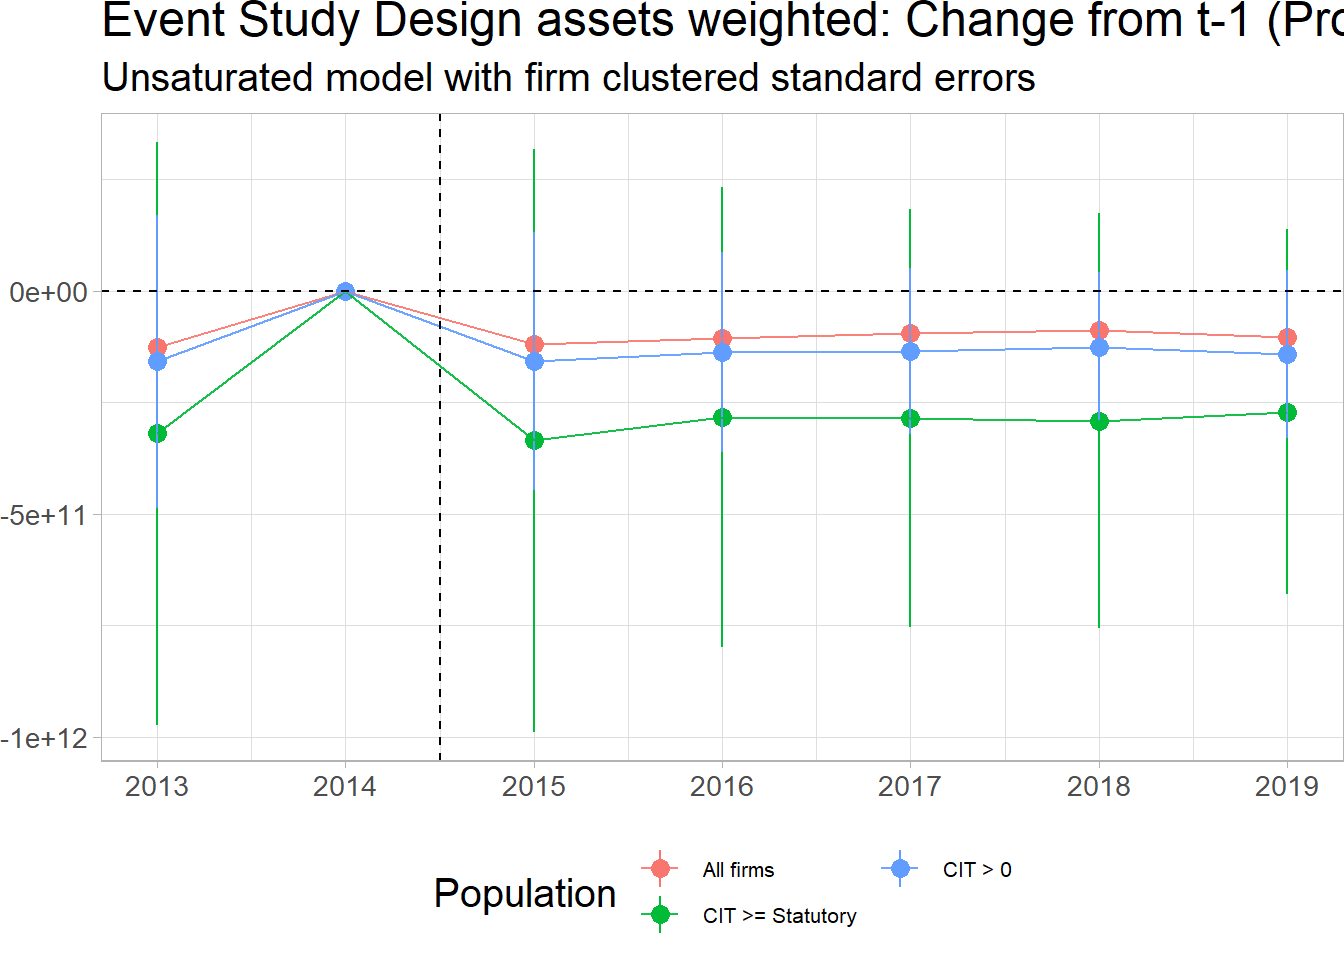 Event Study Design assets weighted: Change from t-1 (Pro
Unsaturated model with firm clustered standard errors
0e+00
-5e+11
-1e+12
2013 2014 2015 2016 2017 2018 2019
Population
All firms
CIT >= Statutory
CIT > 0